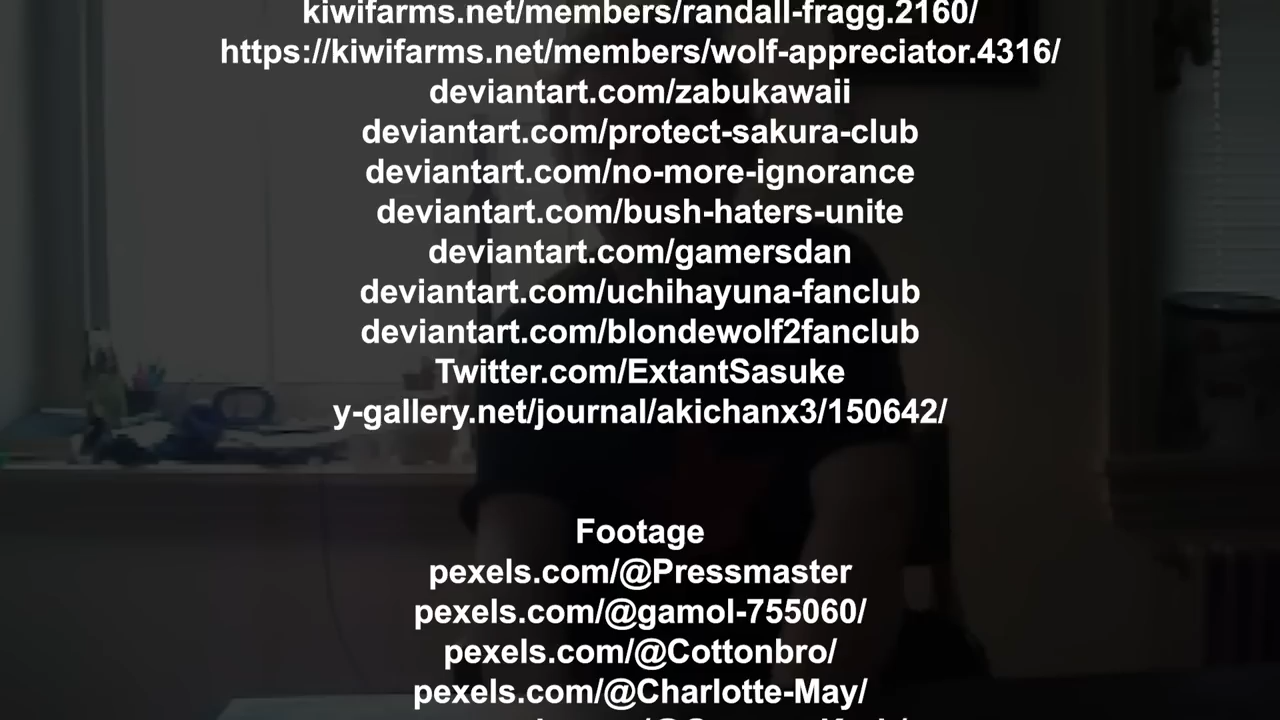 kiwifarms.net/members/randall-fragg.2160/
https://kiwifarms.net/members/wolf-appreciator.4316/
deviantart.com/zabukawaii
deviantart.com/protect-sakura-club
deviantart.com/no-more-ignorance
deviantart.com/bush-haters-unite
deviantart.com/gamersdan
deviantart.com/uchihayuna-fanclub
deviantart.com/blondewolf2fanclub
Twitter.com/ExtantSasuke
y-gallery.net/journal/akichanx3/150642/
Footage
pexels.com/@Pressmaster
pexels.com/@gamol-755060/
pexels.com/@Cottonbro/
pexels.com/@Charlotte-May/